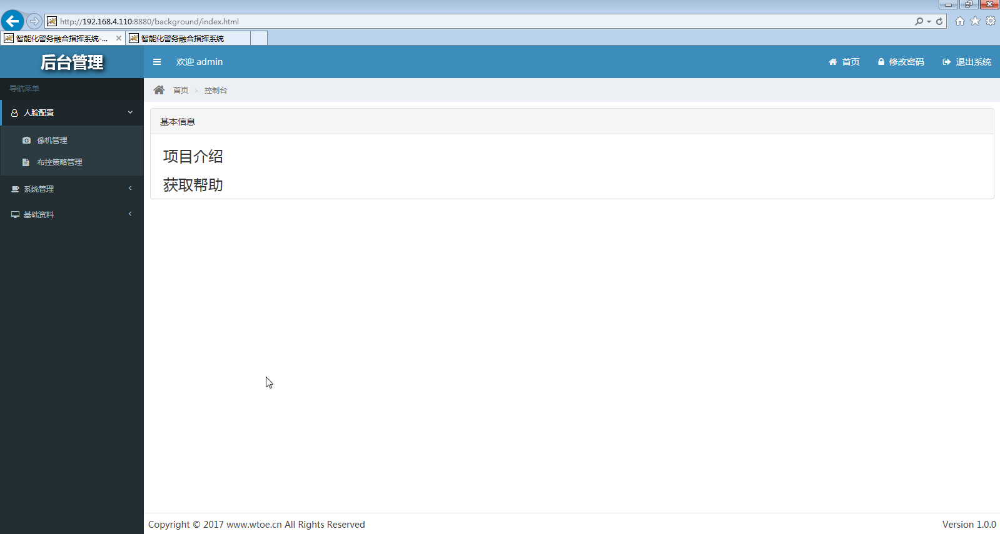 http://192.168.4.110:8880/background/index.html
智能化警务融合指挥系统-...
智能化警务融合指挥系统
后台管理
欢迎 admin
首页
修改密码
退出系统
导航菜单
首页 > 控制台
人脸配置
像机管理
布控策略管理
系统管理
基础资料
基本信息
项目介绍
获取帮助
Copyright © 2017 www.wtoe.cn All Rights Reserved
Version 1.0.0